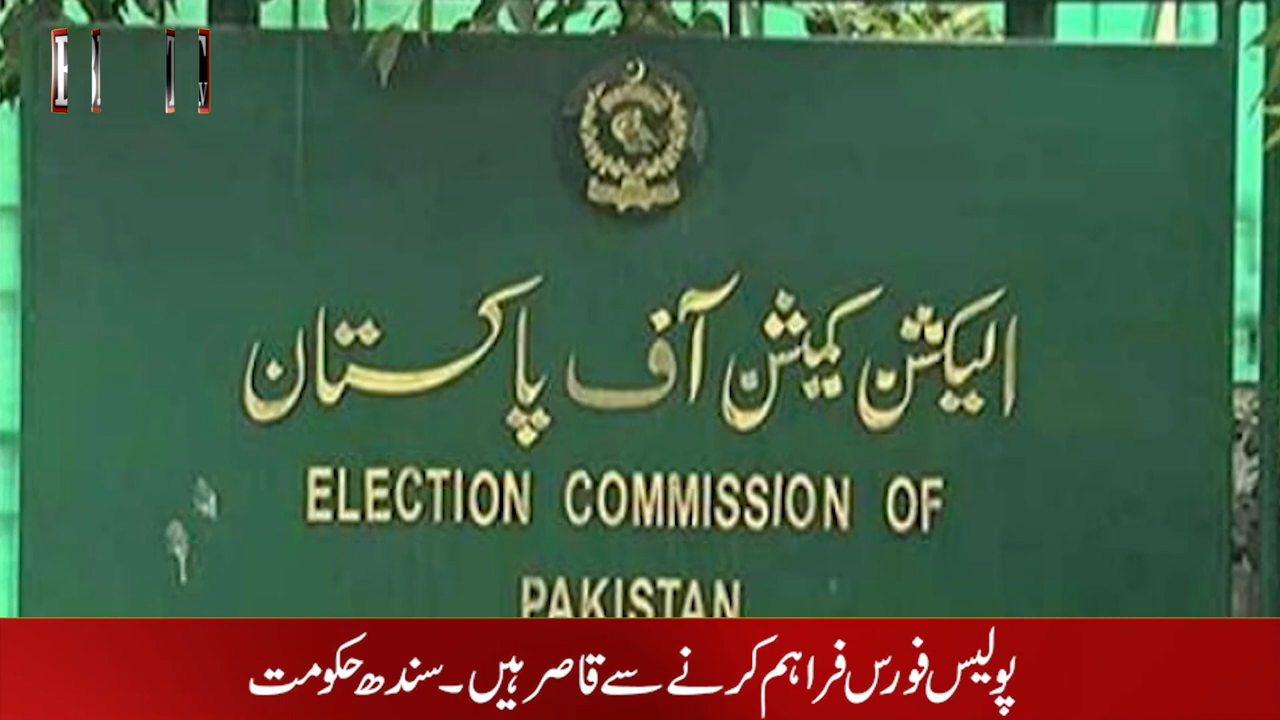 الیکشن کمیشن آف پاکستان
ELECTION COMMISSION OF
PAKISTAN
پولیس فورس فراہم کرنے سے قاصر ہیں۔ سندھ حکومت